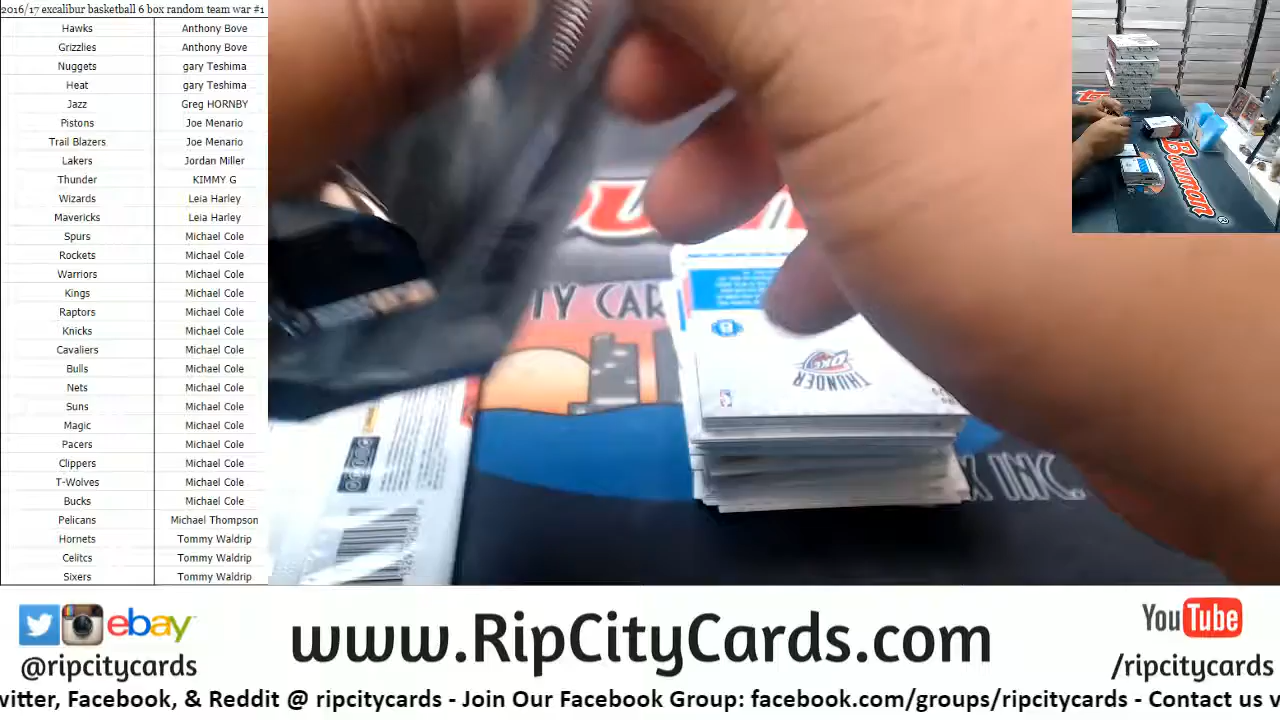 2016/17 excalibur basketball 6 box random team war #1
Hawks Anthony Bove
Grizzlies Anthony Bove
Nuggets gary Teshima
Heat gary Teshima
Jazz Greg HORNBY
Pistons Joe Menario
Trail Blazers Joe Menario
Lakers Jordan Miller
Thunder KIMMY G
Wizards Leia Harley
Mavericks Leia Harley
Spurs Michael Cole
Rockets Michael Cole
Warriors Michael Cole
Kings Michael Cole
Raptors Michael Cole
Knicks Michael Cole
Cavaliers Michael Cole
Bulls Michael Cole
Nets Michael Cole
Suns Michael Cole
Magic Michael Cole
Pacers Michael Cole
Clippers Michael Cole
T-Wolves Michael Cole
Bucks Michael Cole
Pelicans Michael Thompson
Hornets Tommy Waldrip
Celitcs Tommy Waldrip
Sixers Tommy Waldrip
Bowman
ITY CAR
OKC
THUNDER
INC.
ebay
@ripcitycards
www.RipCityCards.com
YouTube
/ripcitycards
witter, Facebook, & Reddit @ ripcitycards - Join Our Facebook Group: facebook.com/groups/ripcitycards - Contact us v